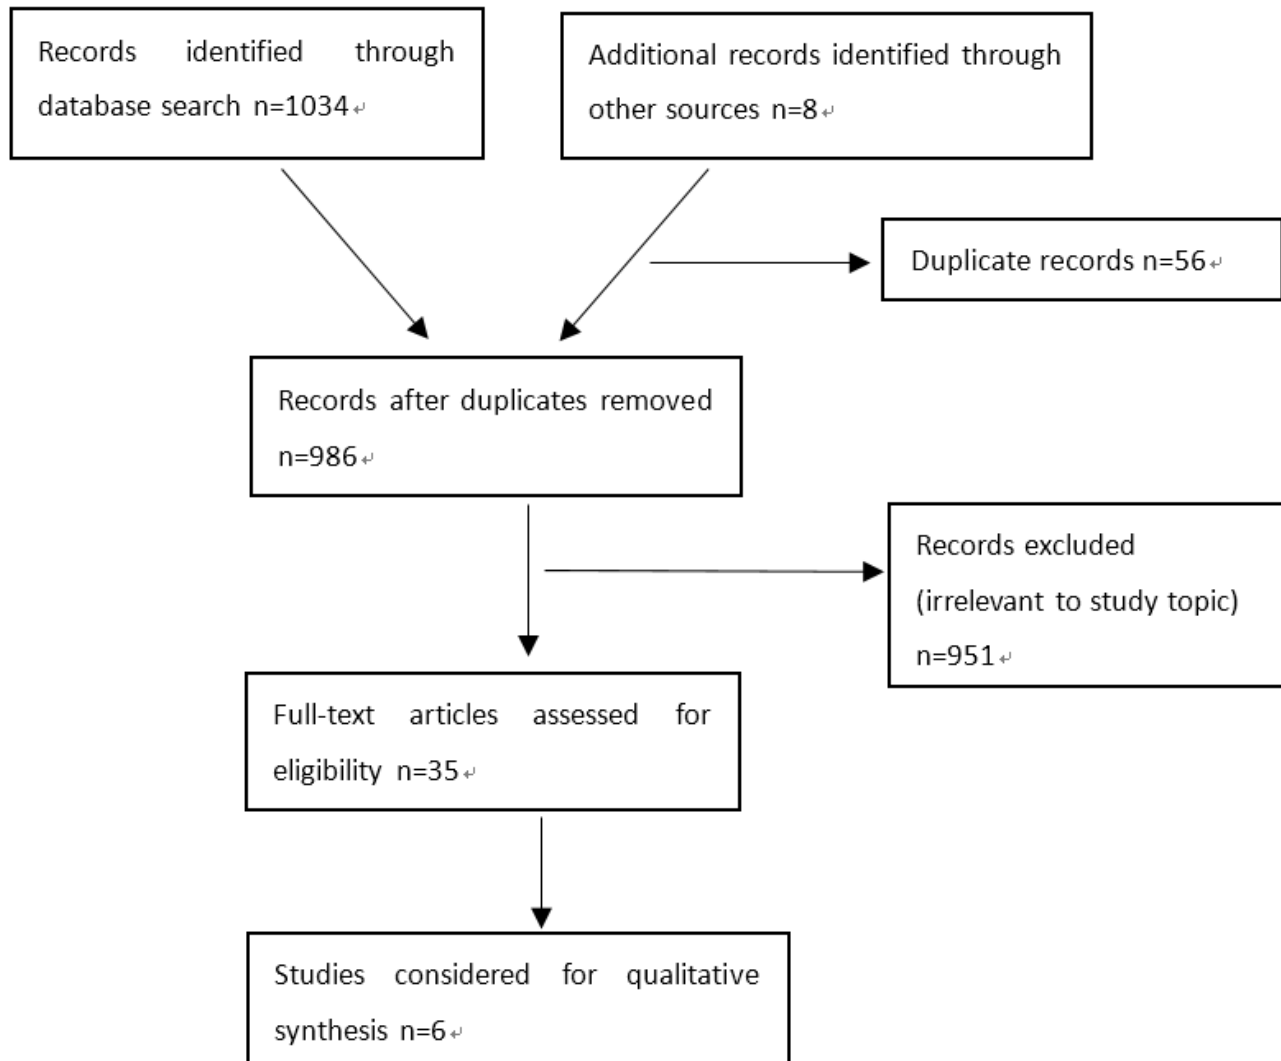 Records identified through
database search n=1034↵
Additional records identified through
other sources n=8↵
Duplicate records n=56↵
Records after duplicates removed
n=986↵
Records excluded
(irrelevant to study topic)
n=951↵
Full-text articles assessed for
eligibility n=35↵
Studies considered for qualitative
synthesis n=6↵